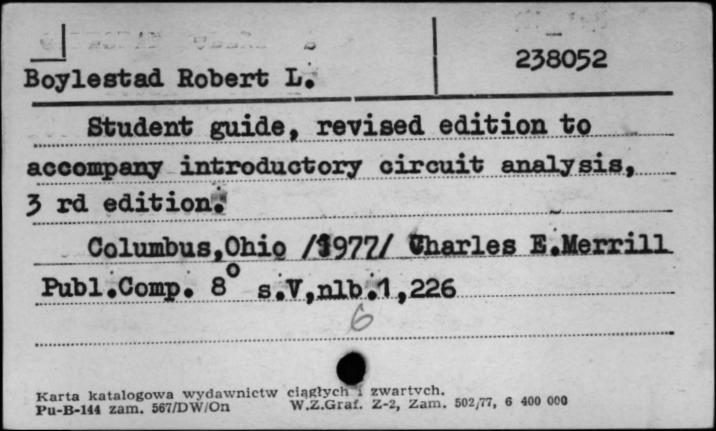 238052
Boylestad Robert L.
Student guide, revised edition to
accompany introductory circuit analysis,
3 rd edition.
Columbus,Ohio /1977/ Charles E.Merrill
Publ.Comp. 8° s.V,nlb.1,226
6
Karta katalogowa wydawnictw ciągłych i zwartych.
Pu-B-144 zam. 567/DW/On W.Z.Graf. Z-2, Zam. 502/77, 6 400 000